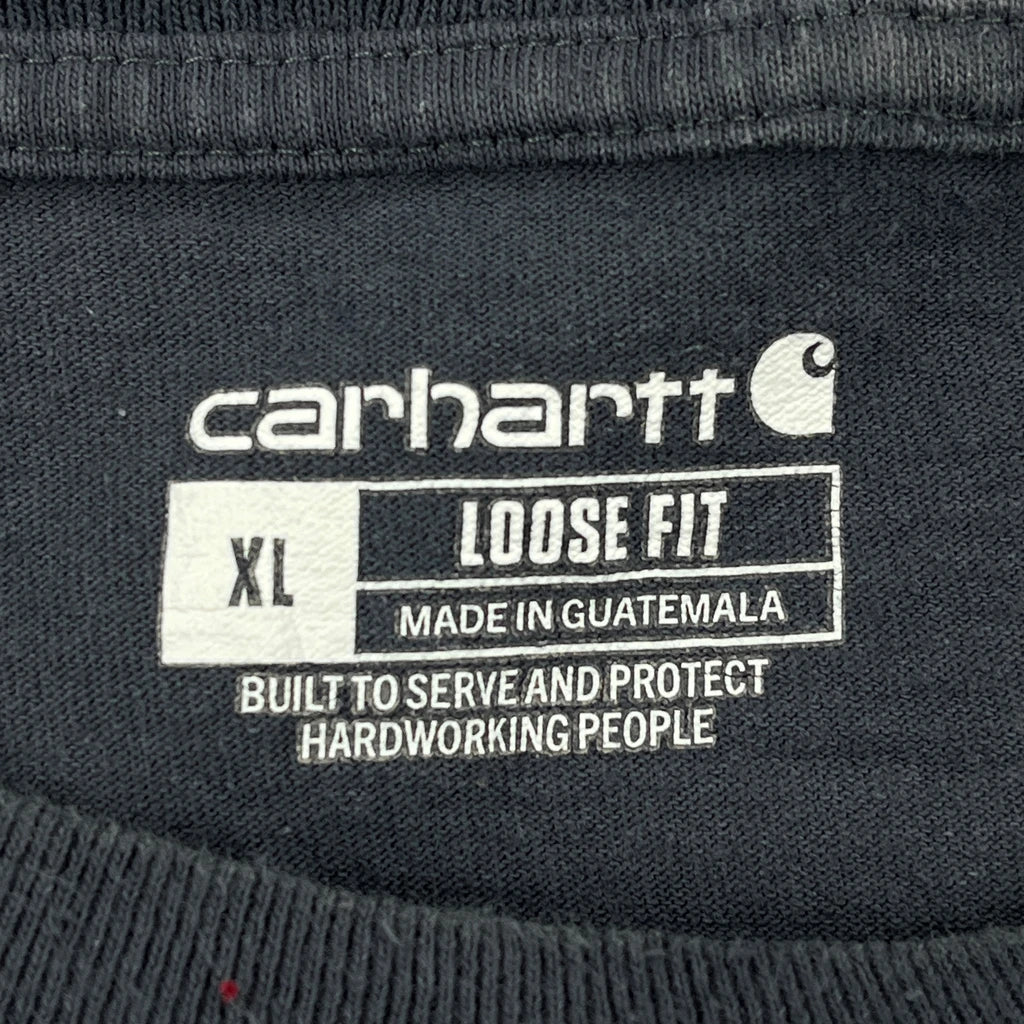 carhartt
XL
LOOSE FIT
MADE IN GUATEMALA
BUILT TO SERVE AND PROTECT
HARDWORKING PEOPLE